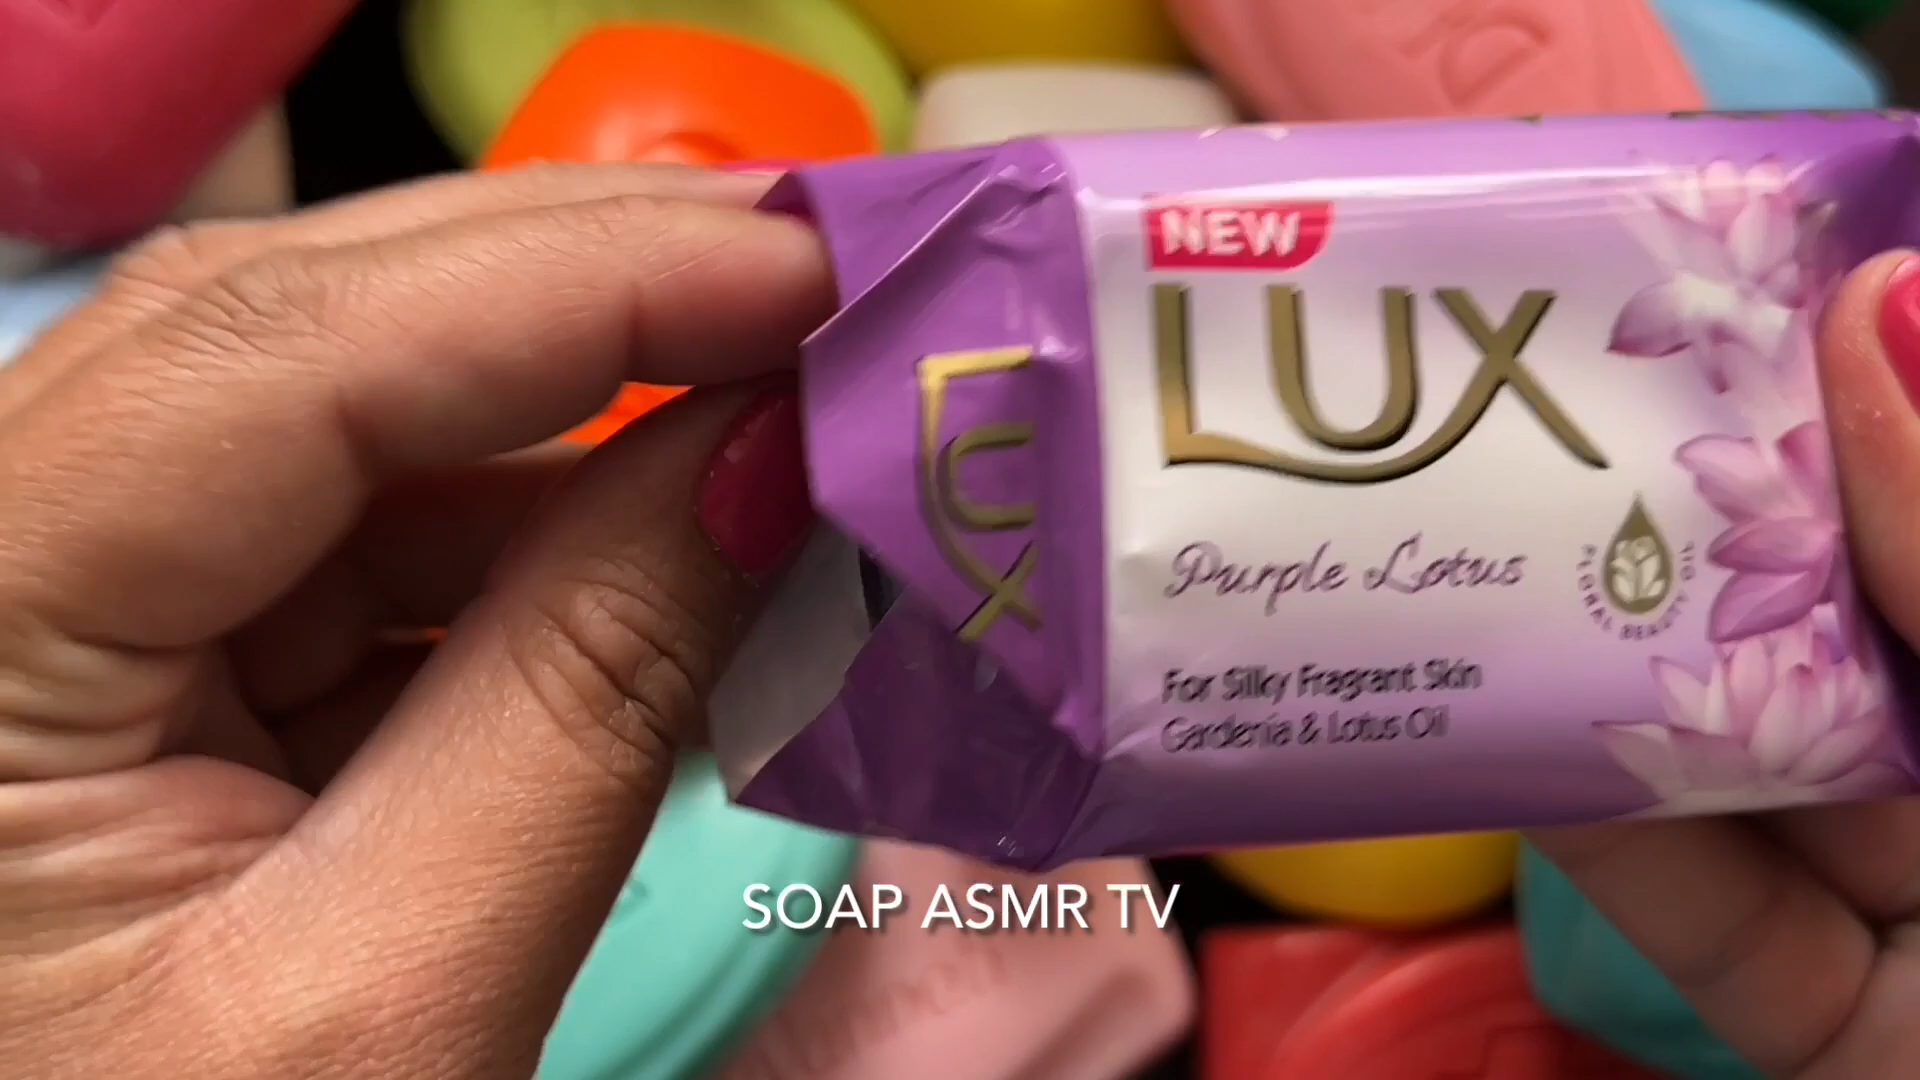 NEW
LUX
LUX
Purple Lotus
FLORAL BEAUTY OIL
For Silky Fragrant Skin
Gardenia & Lotus Oil
SOAP ASMR TV